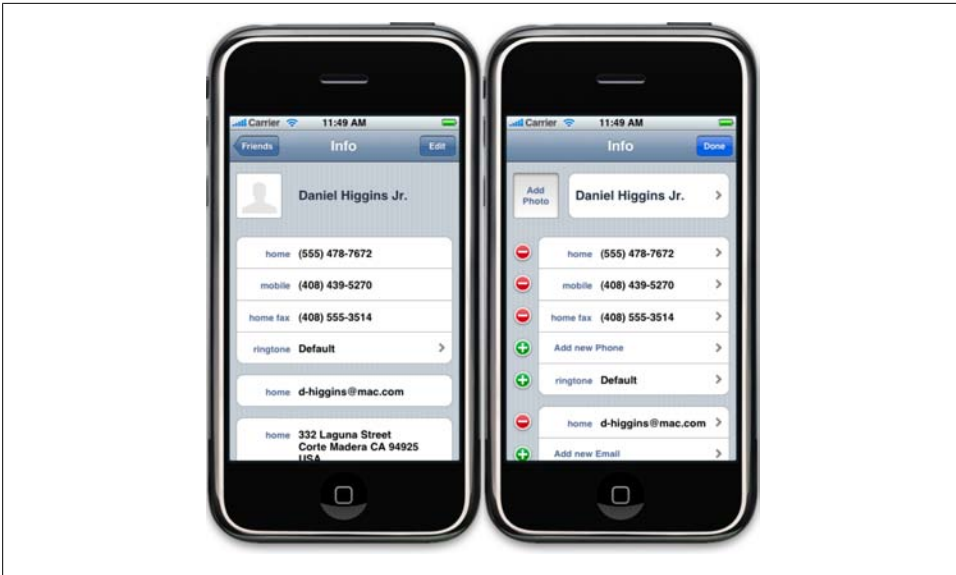 Carrier 11:49 AM
Friends Info Edit
Daniel Higgins Jr.
home (555) 478-7672
mobile (408) 439-5270
home fax (408) 555-3514
ringtone Default
home d-higgins@mac.com
home 332 Laguna Street
Corte Madera CA 94925
USA
Carrier 11:49 AM
Info Done
Add
Photo
Daniel Higgins Jr.
home (555) 478-7672
mobile (408) 439-5270
home fax (408) 555-3514
Add new Phone
ringtone Default
home d-higgins@mac.com
Add new Email